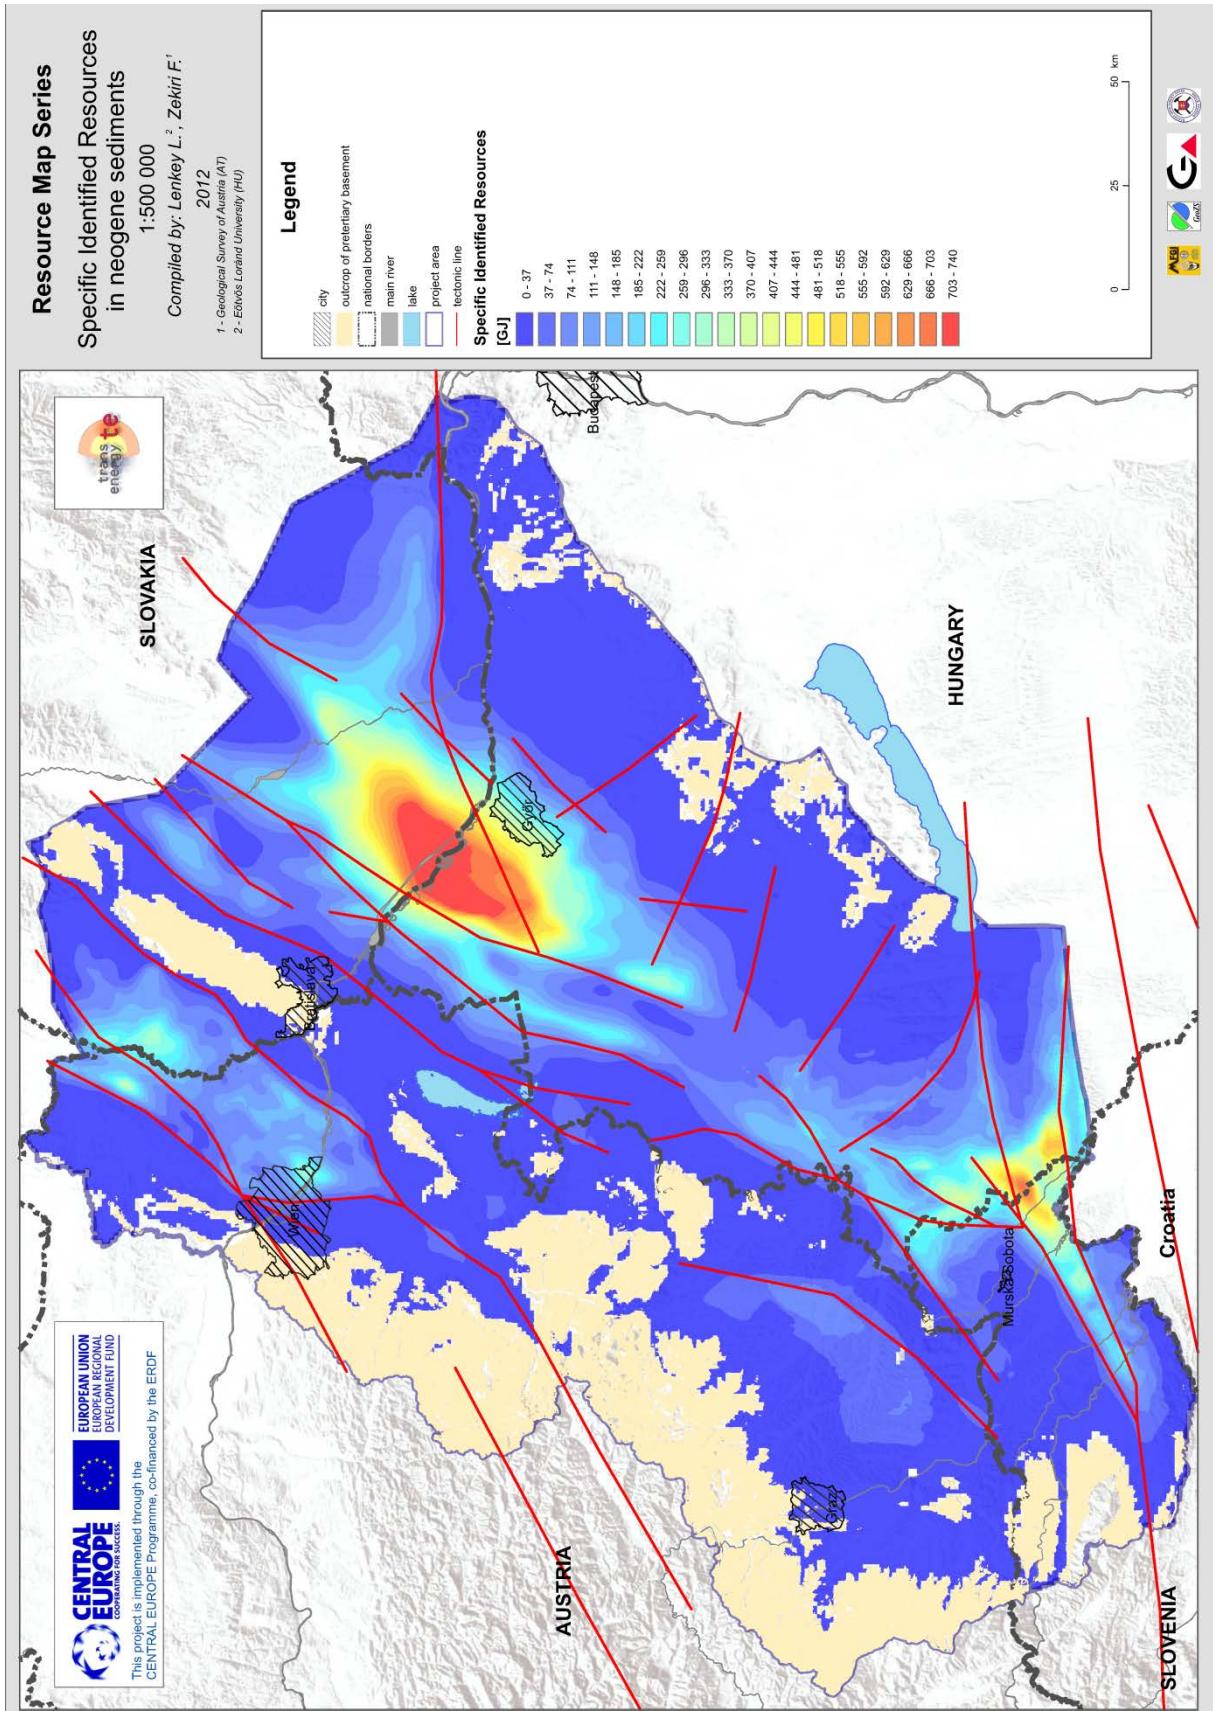 Resource Map Series
Specific Identified Resources
in neogene sediments
1:500 000
Compiled by: Lenkey L.², Zekiri F.¹
2012
1 - Geological Survey of Austria (AT)
2 - Eötvös Loránd University (HU)
Legend
city
outcrop of pretertiary basement
national borders
main river
lake
project area
tectonic line
Specific Identified Resources
[GJ]
0 - 37
37 - 74
74 - 111
111 - 148
148 - 185
185 - 222
222 - 259
259 - 296
296 - 333
333 - 370
370 - 407
407 - 444
444 - 481
481 - 518
518 - 555
555 - 592
592 - 629
629 - 666
666 - 703
703 - 740
0 25 50 km
MFGI
GeoZS
GA
trans
energy te
CENTRAL
EUROPE
COOPERATING FOR SUCCESS.
EUROPEAN UNION
EUROPEAN REGIONAL
DEVELOPMENT FUND
This project is implemented through the
CENTRAL EUROPE Programme, co-financed by the ERDF
SLOVAKIA
Budapest
HUNGARY
Győr
Bratislava
Wien
AUSTRIA
Graz
Murska Sobota
Croatia
SLOVENIA